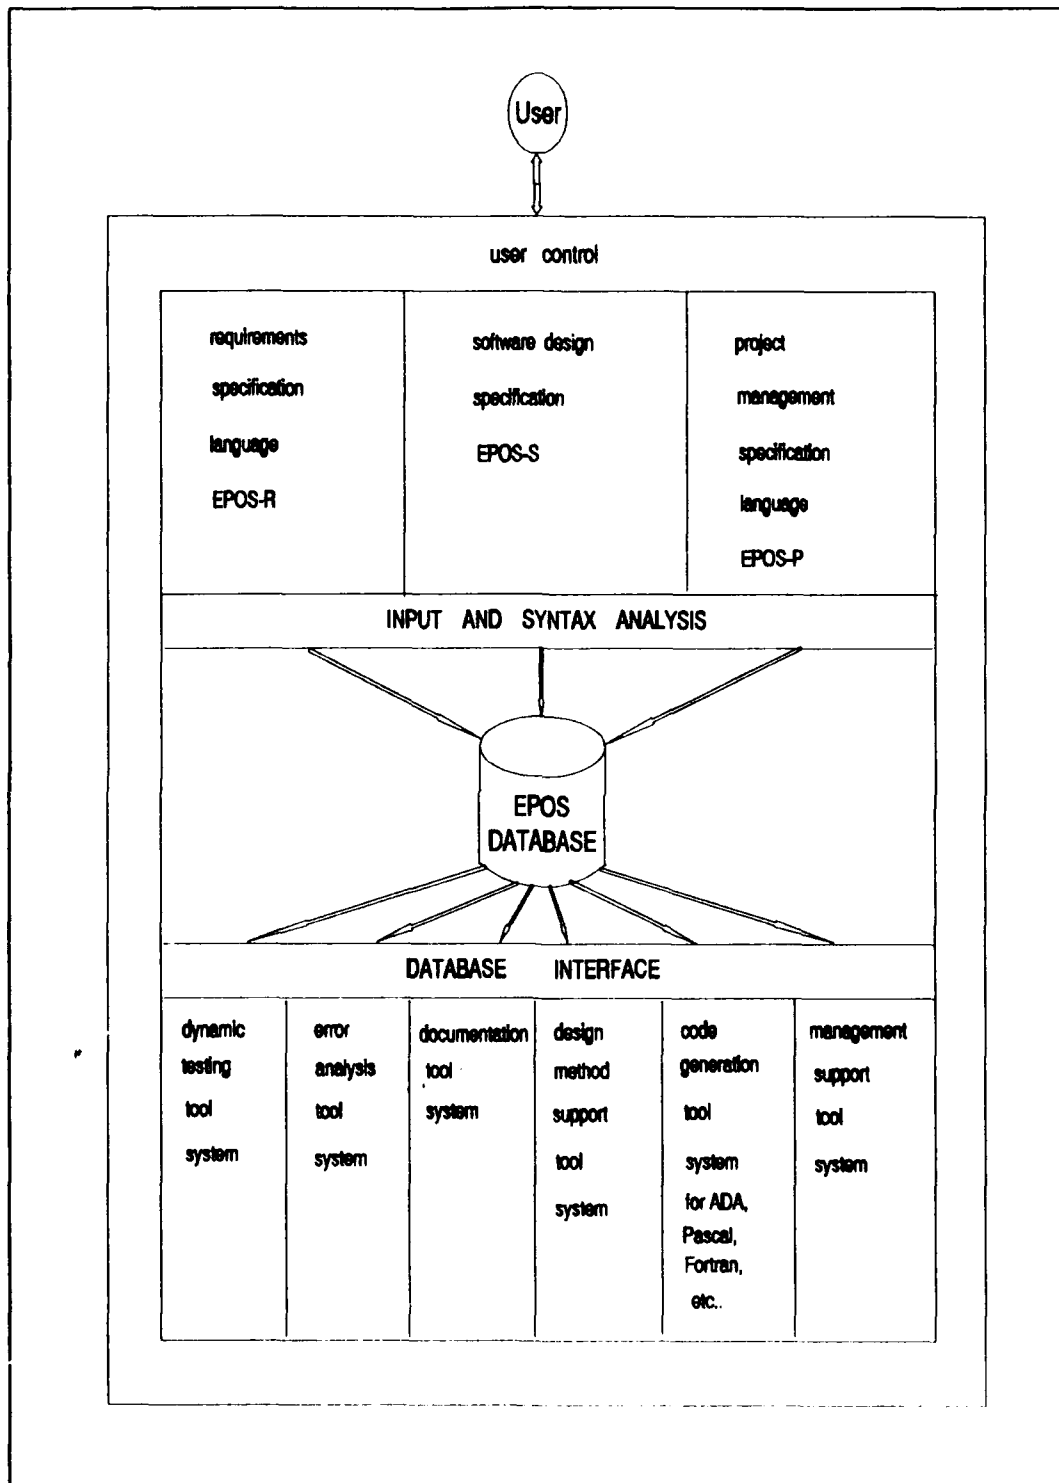 User
user control
requirements
specification
language
EPOS-R
software design
specification
EPOS-S
project
management
specification
language
EPOS-P
INPUT AND SYNTAX ANALYSIS
EPOS
DATABASE
DATABASE INTERFACE
dynamic
testing
tool
system
error
analysis
tool
system
documentation
tool
system
design
method
support
tool
system
code
generation
tool
system
for ADA,
Pascal,
Fortran,
etc..
management
support
tool
system